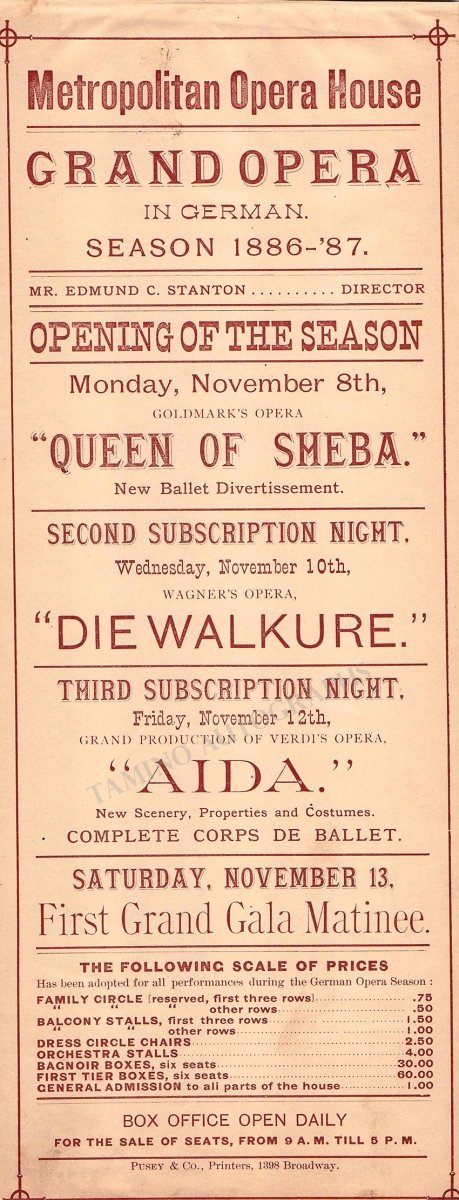 Metropolitan Opera House
GRAND OPERA
IN GERMAN.
SEASON 1886-'87.
MR. EDMUND C. STANTON .......... DIRECTOR
OPENING OF THE SEASON
Monday, November 8th,
GOLDMARK'S OPERA
"QUEEN OF SHEBA."
New Ballet Divertissement.
SECOND SUBSCRIPTION NIGHT,
Wednesday, November 10th,
WAGNER'S OPERA,
"DIE WALKURE."
THIRD SUBSCRIPTION NIGHT,
Friday, November 12th,
GRAND PRODUCTION OF VERDI'S OPERA,
"AIDA."
TAMINO AUTOGRAPHS
New Scenery, Properties and Costumes.
COMPLETE CORPS DE BALLET.
SATURDAY, NOVEMBER 13,
First Grand Gala Matinee.
THE FOLLOWING SCALE OF PRICES
Has been adopted for all performances during the German Opera Season :
FAMILY CIRCLE [reserved, first three rows] .75
" " other rows .50
BALCONY STALLS, first three rows 1.50
" " other rows 1.00
DRESS CIRCLE CHAIRS 2.50
ORCHESTRA STALLS 4.00
BAGNOIR BOXES, six seats 30.00
FIRST TIER BOXES, six seats 60.00
GENERAL ADMISSION to all parts of the house 1.00
BOX OFFICE OPEN DAILY
FOR THE SALE OF SEATS, FROM 9 A.M. TILL 5 P.M.
PUSEY & CO., Printers, 1398 Broadway.